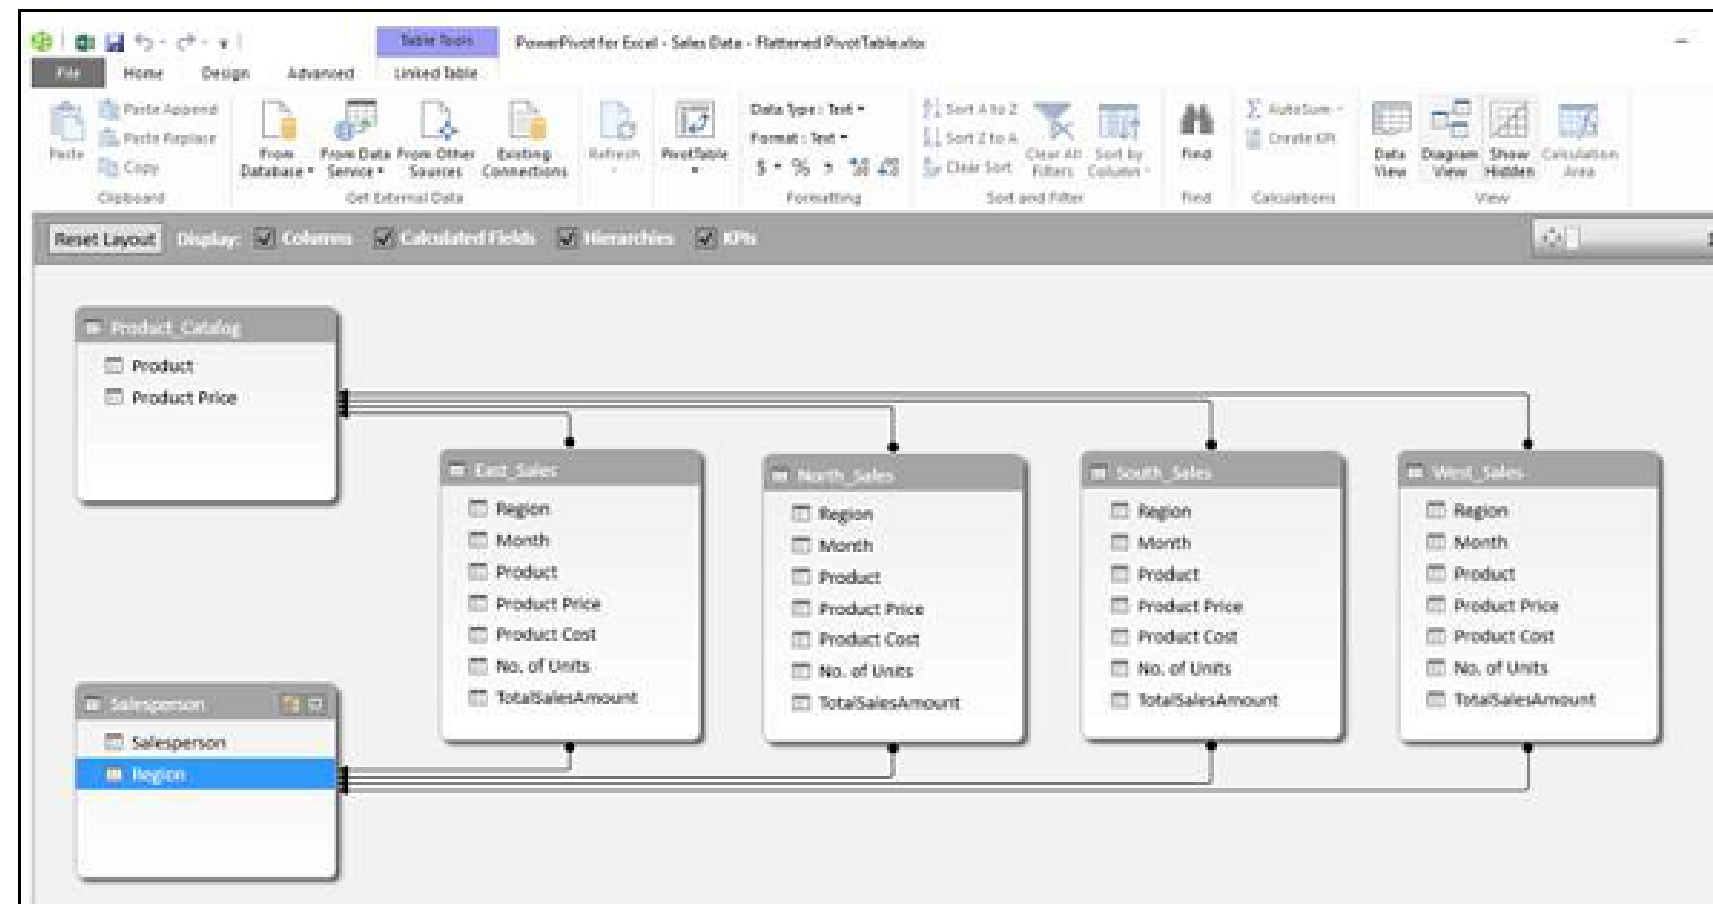 Table Tools PowerPivot for Excel - Sales Data - Flattened PivotTable.xlsx
File Home Design Advanced Linked Table
Paste
Paste Append
Paste Replace
Copy
Clipboard
From Database
From Data Service
From Other Sources
Existing Connections
Get External Data
Refresh
PivotTable
Data Type : Text
Format : Text
$ % ,
Formatting
Sort A to Z
Sort Z to A
Clear Sort
Clear All Filters
Sort by Column
Sort and Filter
Find
Find
AutoSum
Create KPI
Calculations
Data View
Diagram View
Show Hidden
Calculation Area
View
Reset Layout Display: Columns Calculated Fields Hierarchies KPIs
Product_Catalog
Product
Product Price
East_Sales
Region
Month
Product
Product Price
Product Cost
No. of Units
TotalSalesAmount
North_Sales
Region
Month
Product
Product Price
Product Cost
No. of Units
TotalSalesAmount
South_Sales
Region
Month
Product
Product Price
Product Cost
No. of Units
TotalSalesAmount
West_Sales
Region
Month
Product
Product Price
Product Cost
No. of Units
TotalSalesAmount
Salesperson
Salesperson
Region